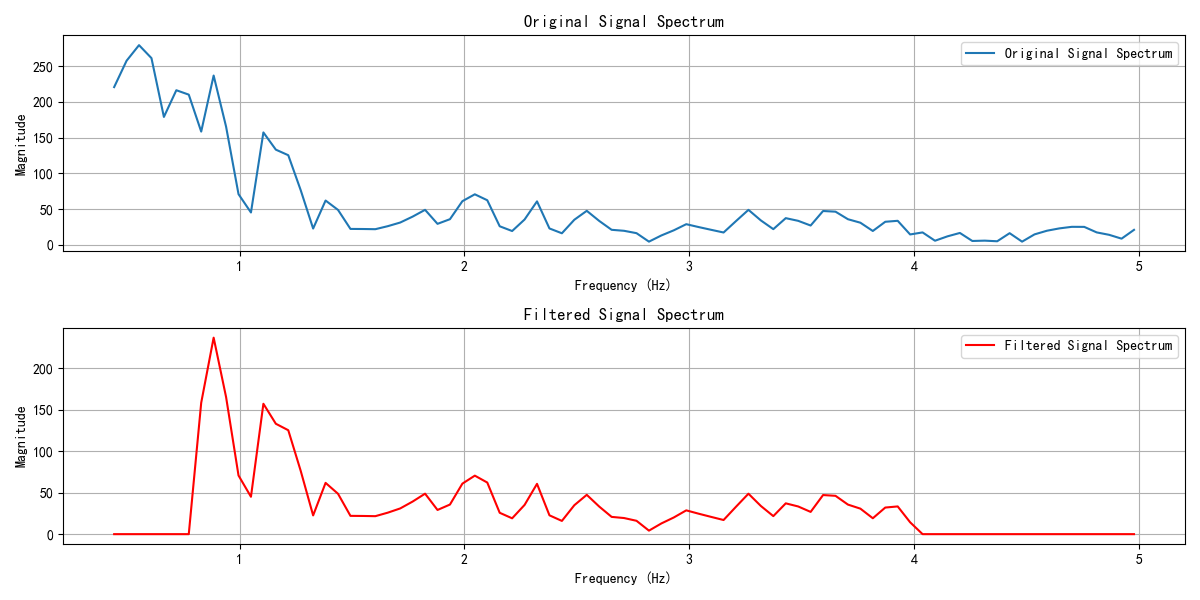 Original Signal Spectrum
Original Signal Spectrum
250
200
150
100
50
0
Magnitude
1 2 3 4 5
Frequency (Hz)
Filtered Signal Spectrum
Filtered Signal Spectrum
200
150
100
50
0
Magnitude
1 2 3 4 5
Frequency (Hz)